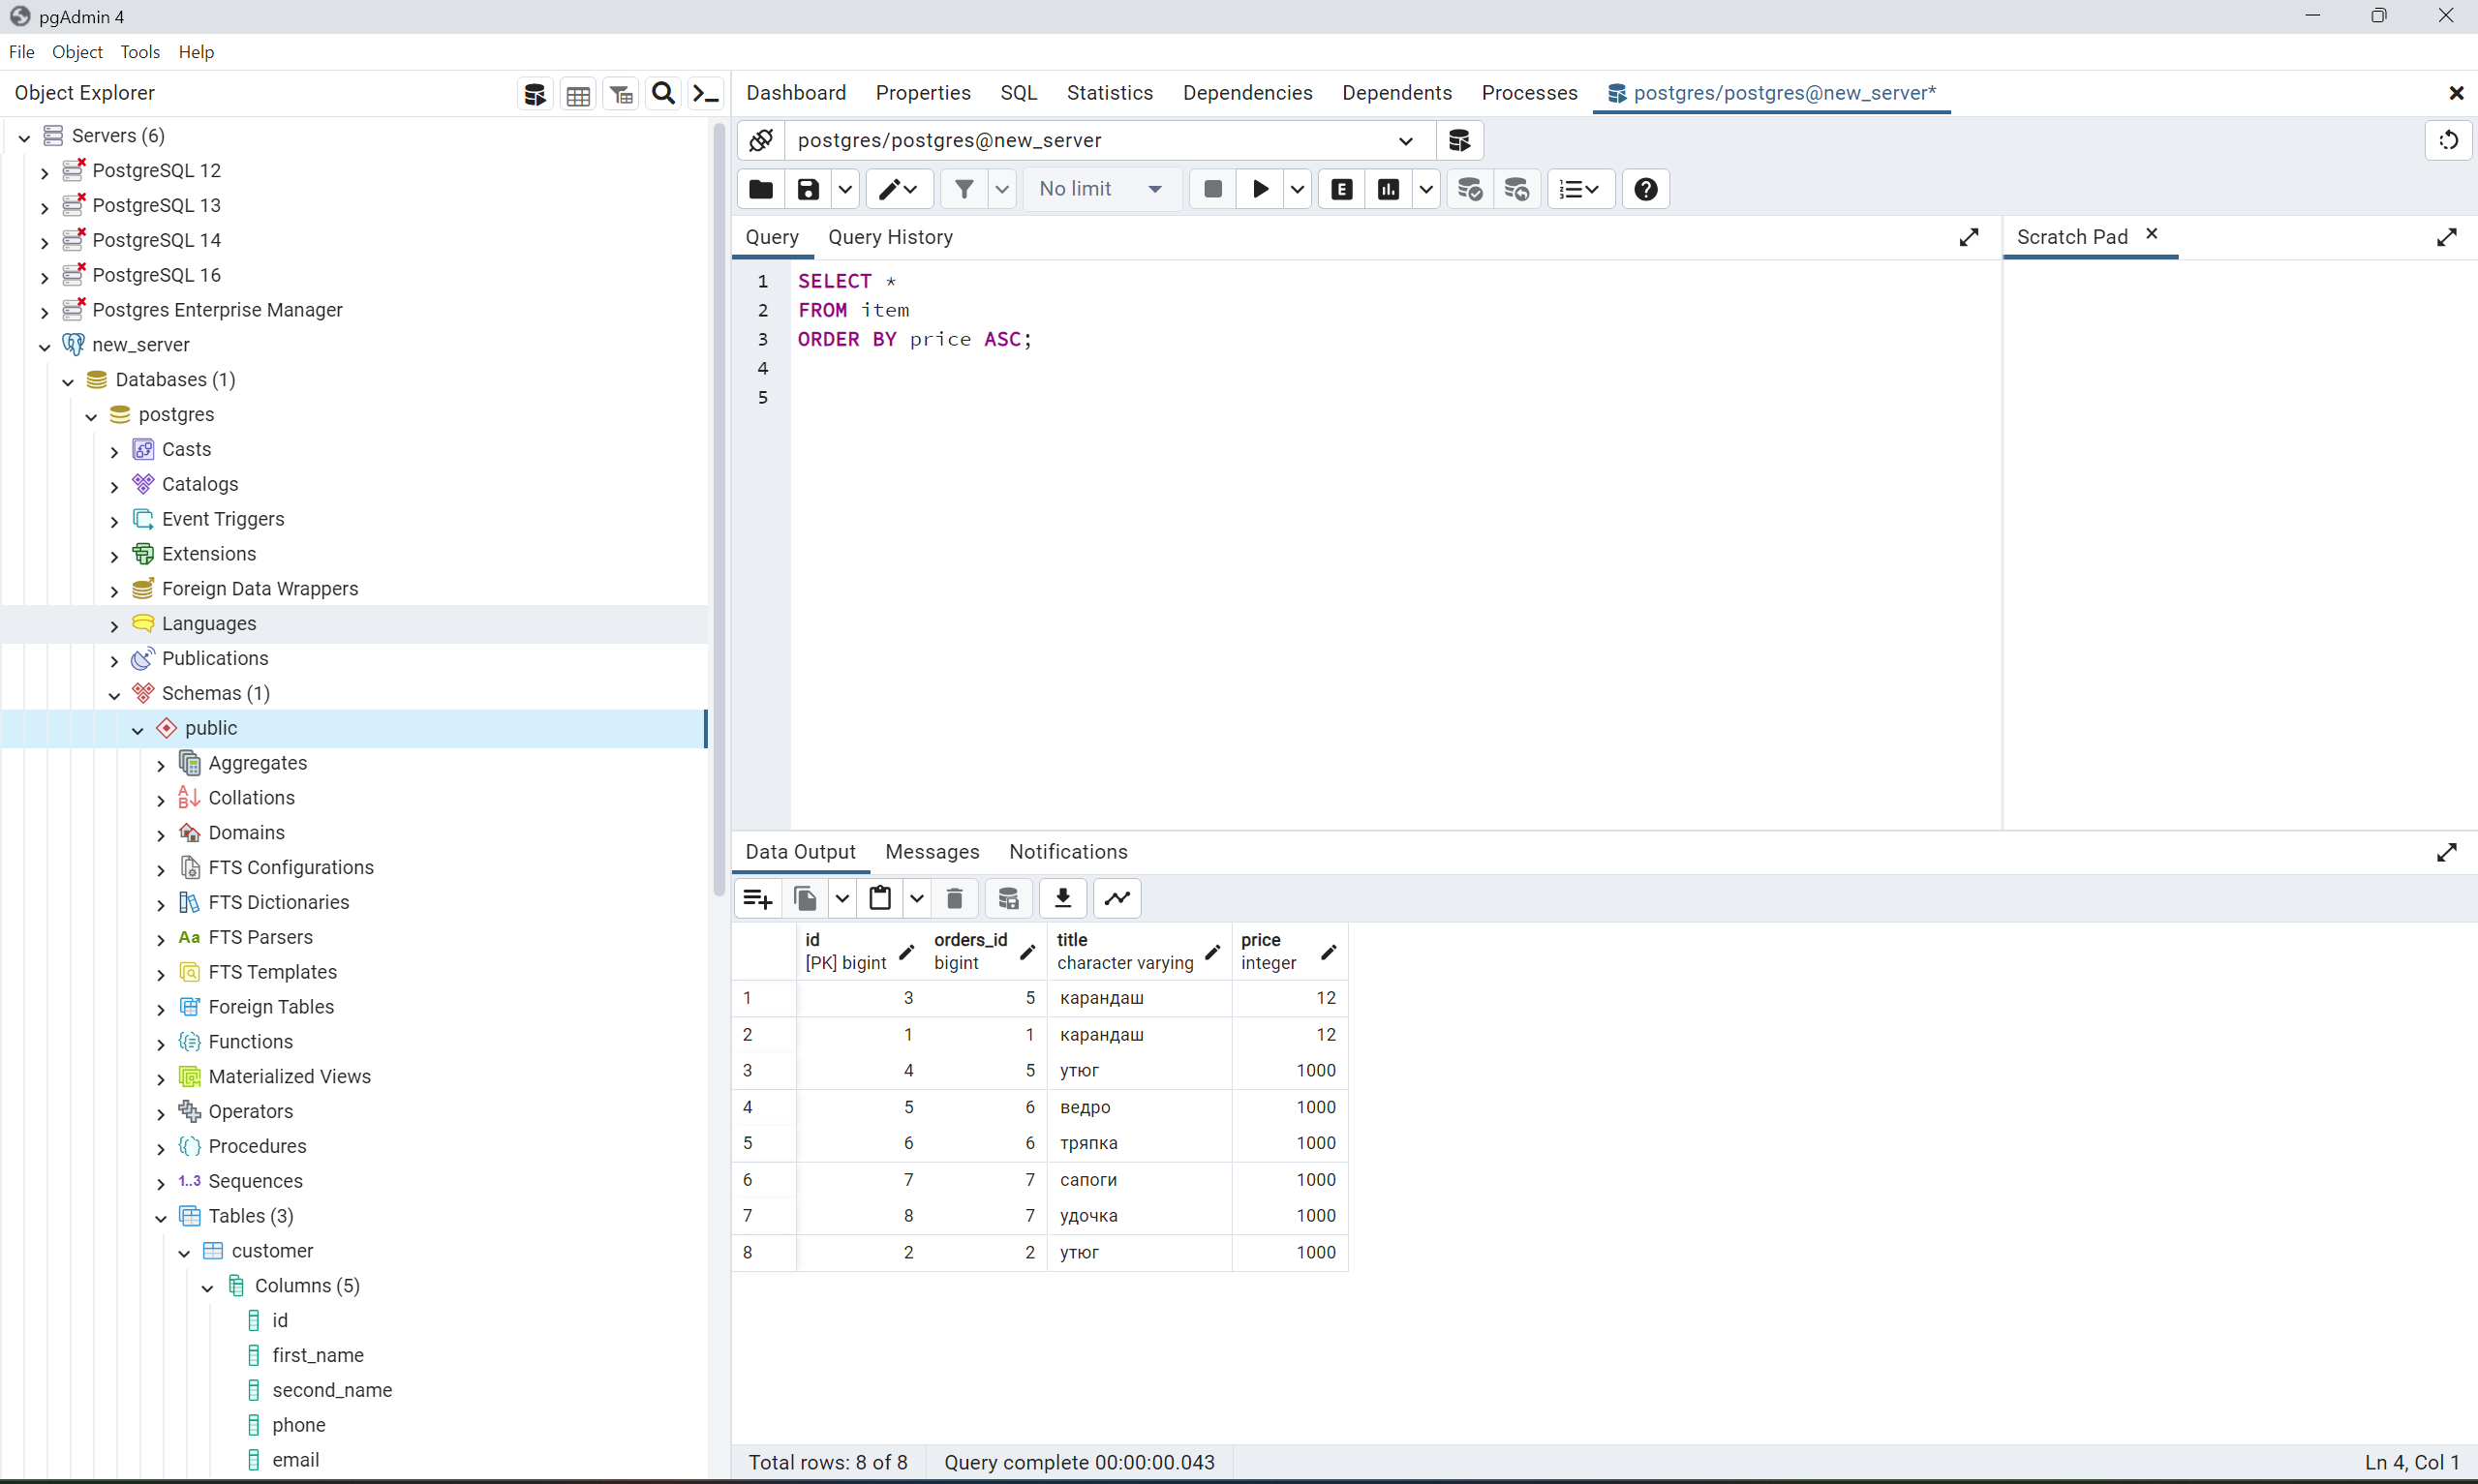 pgAdmin 4
File Object Tools Help
Object Explorer
Servers (6)
PostgreSQL 12
PostgreSQL 13
PostgreSQL 14
PostgreSQL 16
Postgres Enterprise Manager
new_server
Databases (1)
postgres
Casts
Catalogs
Event Triggers
Extensions
Foreign Data Wrappers
Languages
Publications
Schemas (1)
public
Aggregates
Collations
Domains
FTS Configurations
FTS Dictionaries
Aa FTS Parsers
FTS Templates
Foreign Tables
Functions
Materialized Views
Operators
Procedures
1..3 Sequences
Tables (3)
customer
Columns (5)
id
first_name
second_name
phone
email
Dashboard Properties SQL Statistics Dependencies Dependents Processes postgres/postgres@new_server*
postgres/postgres@new_server
No limit E
Query Query History
Scratch Pad
1 SELECT *
2 FROM item
3 ORDER BY price ASC;
4
5
Data Output Messages Notifications
id orders_id title price
[PK] bigint bigint character varying integer
1 3 5 карандаш 12
2 1 1 карандаш 12
3 4 5 утюг 1000
4 5 6 ведро 1000
5 6 6 тряпка 1000
6 7 7 сапоги 1000
7 8 7 удочка 1000
8 2 2 утюг 1000
Total rows: 8 of 8 Query complete 00:00:00.043 Ln 4, Col 1